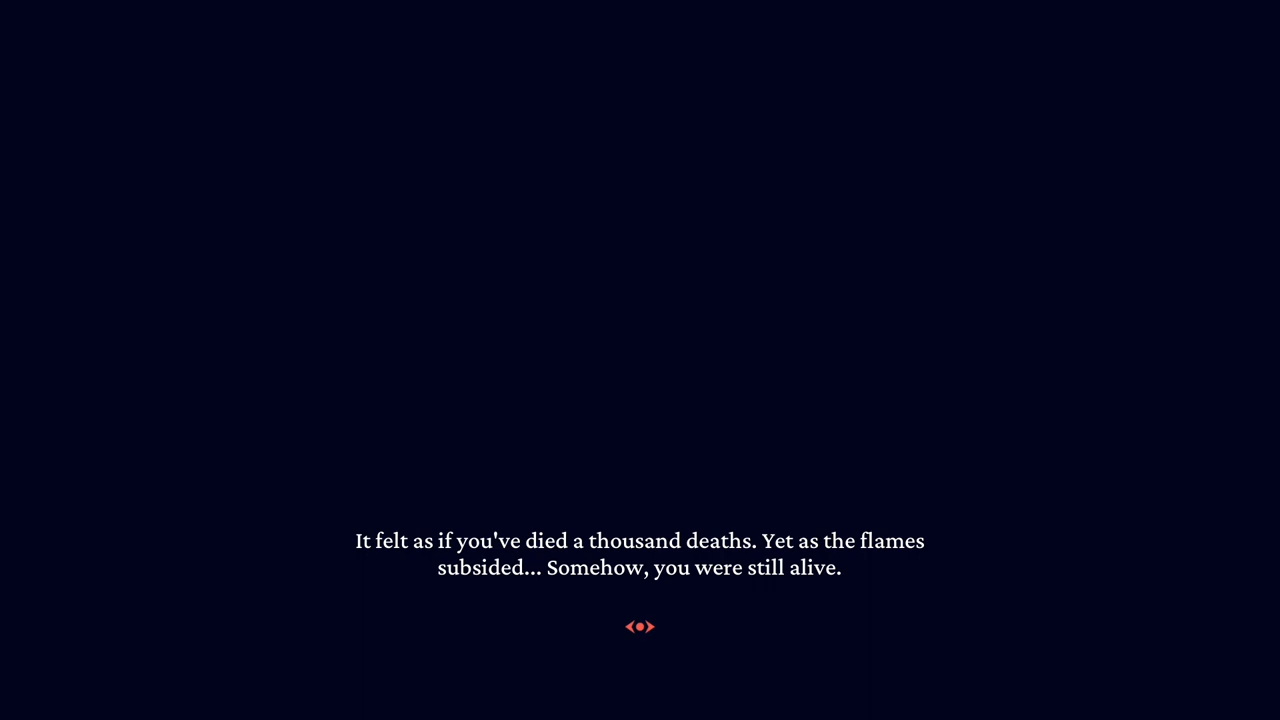 It felt as if you've died a thousand deaths. Yet as the flames
subsided... Somehow, you were still alive.